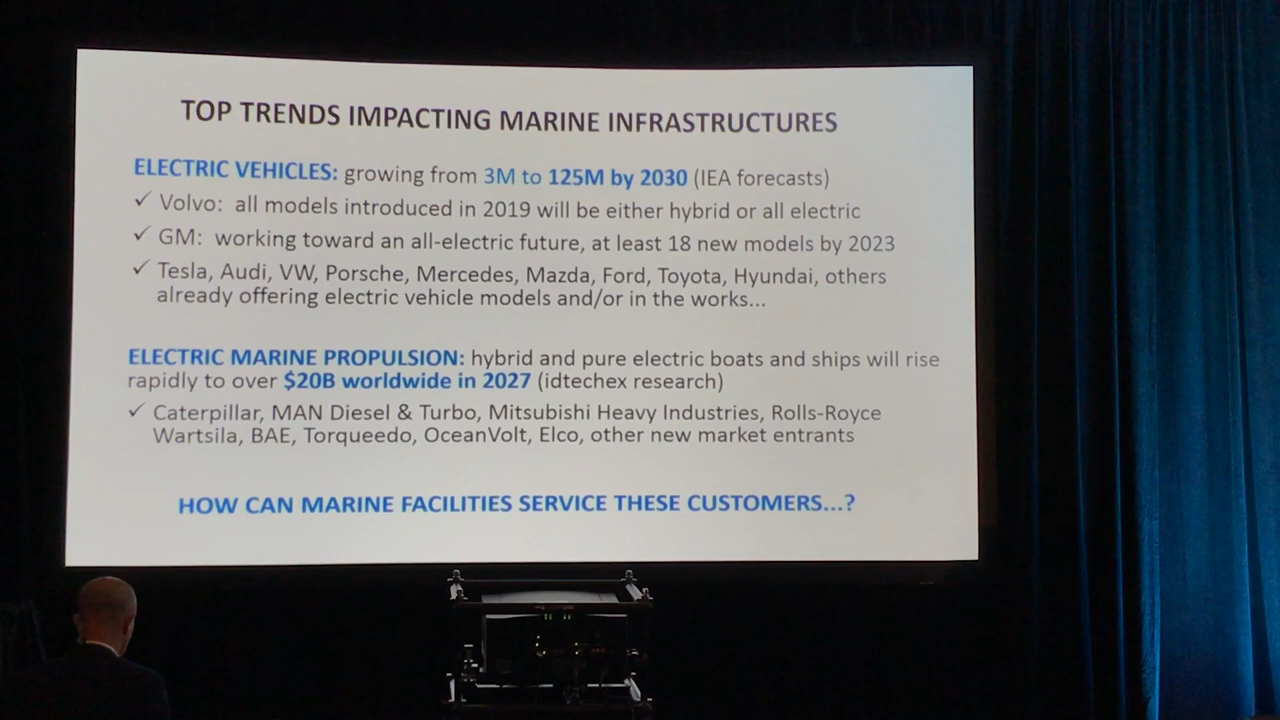 TOP TRENDS IMPACTING MARINE INFRASTRUCTURES
ELECTRIC VEHICLES: growing from 3M to 125M by 2030 (IEA forecasts)
✓ Volvo: all models introduced in 2019 will be either hybrid or all electric
✓ GM: working toward an all-electric future, at least 18 new models by 2023
✓ Tesla, Audi, VW, Porsche, Mercedes, Mazda, Ford, Toyota, Hyundai, others
already offering electric vehicle models and/or in the works...
ELECTRIC MARINE PROPULSION: hybrid and pure electric boats and ships will rise
rapidly to over $20B worldwide in 2027 (idtechex research)
✓ Caterpillar, MAN Diesel & Turbo, Mitsubishi Heavy Industries, Rolls-Royce
Wartsila, BAE, Torqueedo, OceanVolt, Elco, other new market entrants
HOW CAN MARINE FACILITIES SERVICE THESE CUSTOMERS...?